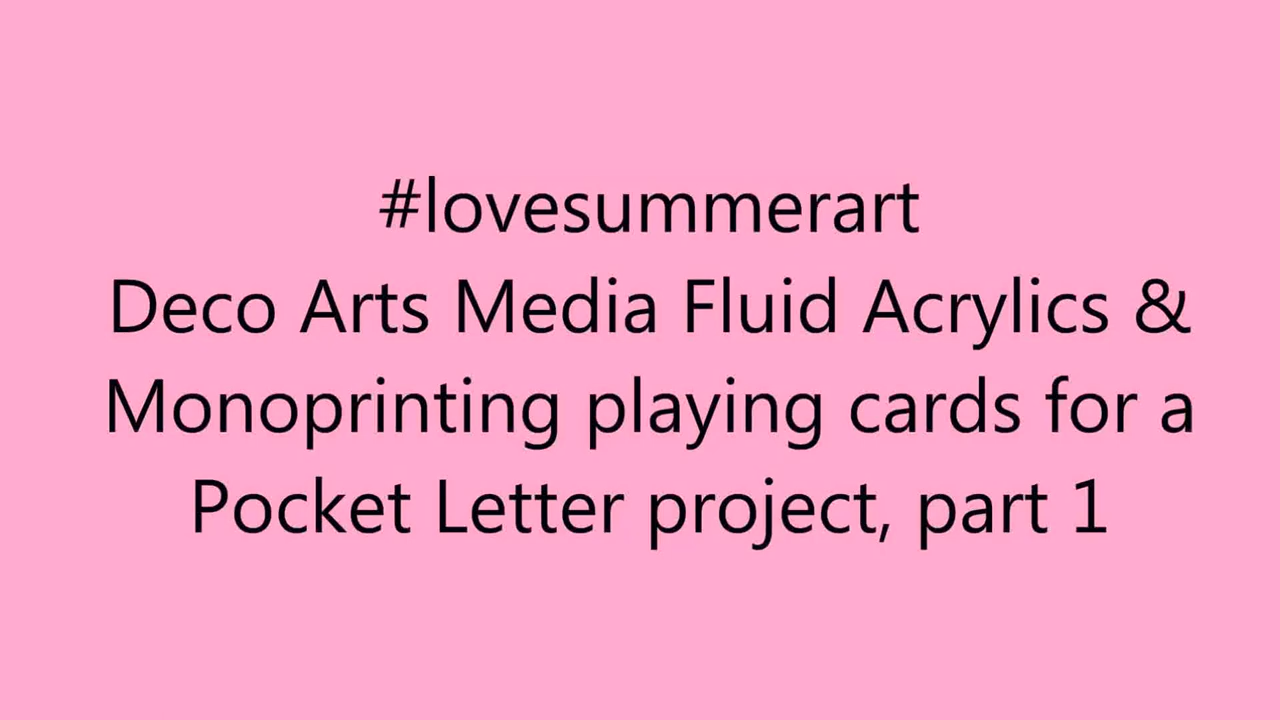 #lovesummerart
Deco Arts Media Fluid Acrylics &
Monoprinting playing cards for a
Pocket Letter project, part 1